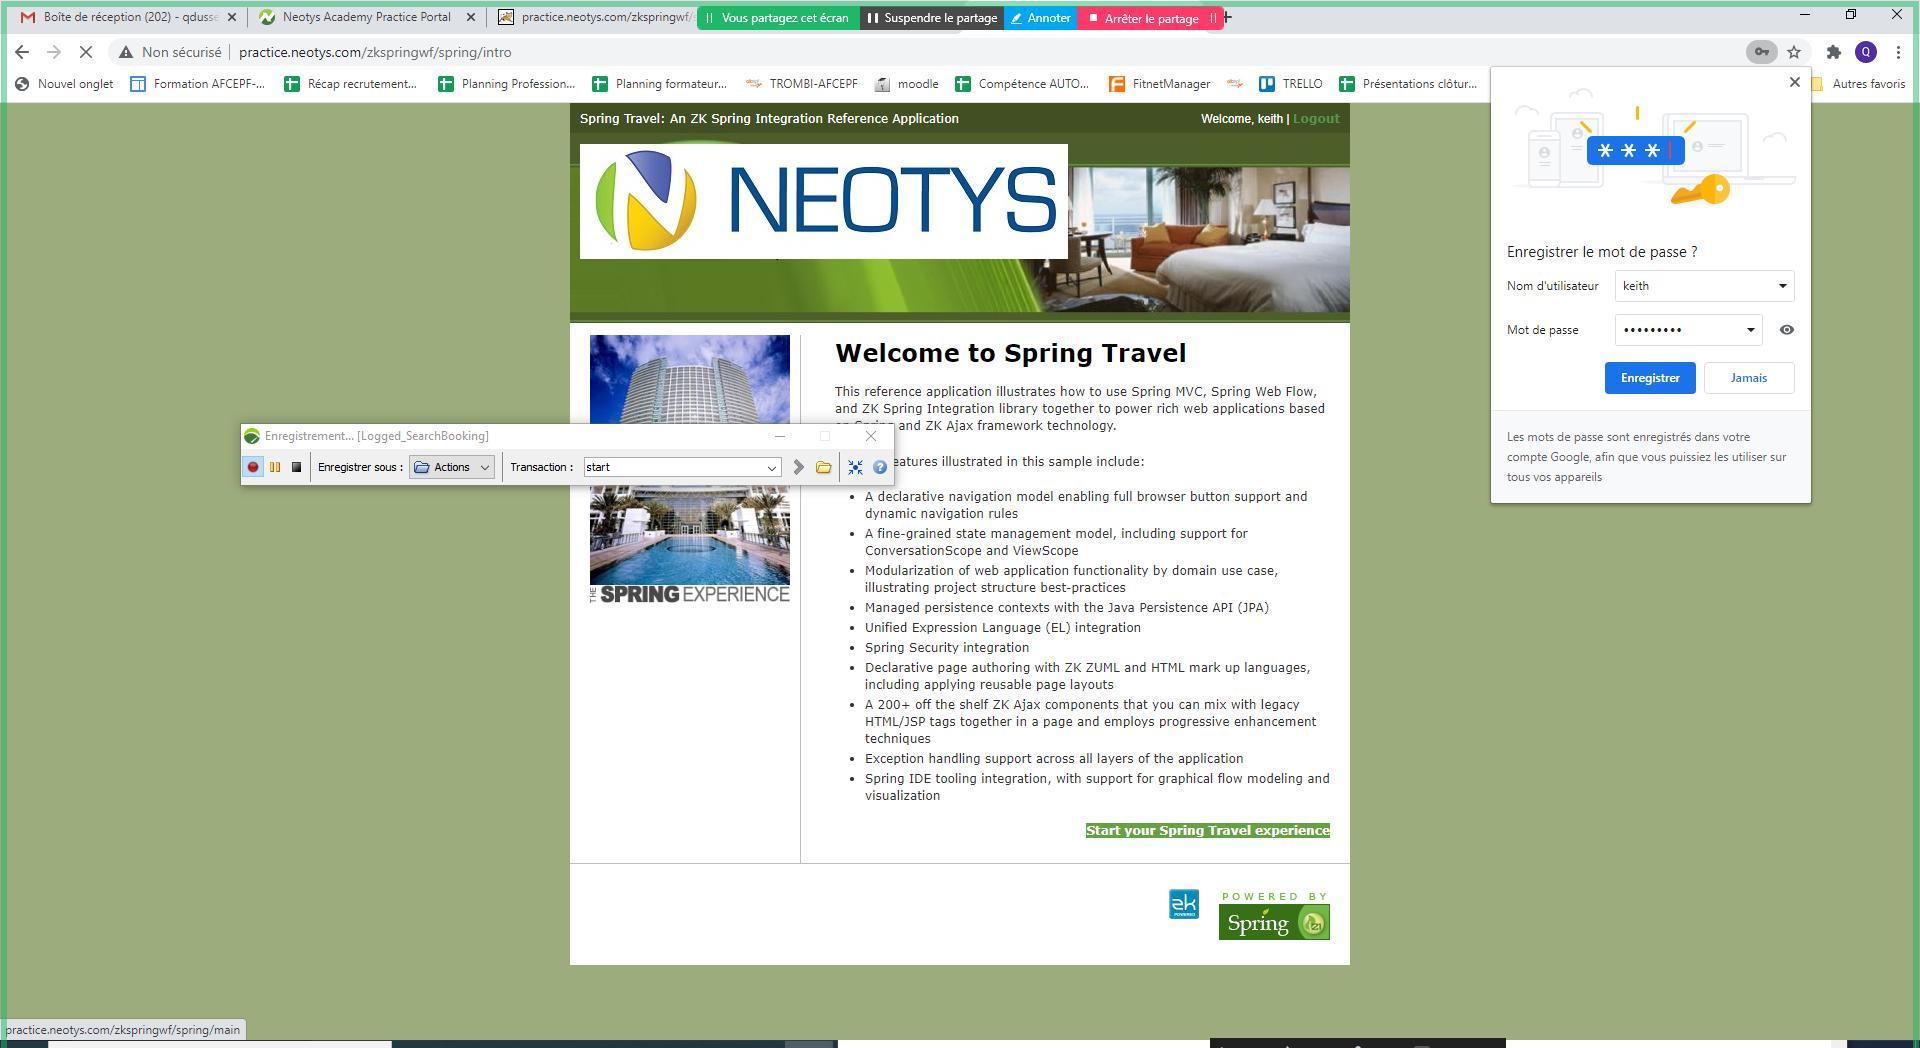 Boîte de réception (202) - qdusse
Neotys Academy Practice Portal
practice.neotys.com/zkspringwf/s
Vous partagez cet écran
Suspendre le partage
Annoter
Arrêter le partage
Non sécurisé
practice.neotys.com/zkspringwf/spring/intro
Q
Nouvel onglet
Formation AFCEPF-...
Récap recrutement...
Planning Profession...
Planning formateur...
TROMBI-AFCEPF
moodle
Compétence AUTO...
FitnetManager
TRELLO
Présentations clôtur...
Autres favoris
Spring Travel: An ZK Spring Integration Reference Application
Welcome, keith | Logout
NEOTYS
Enregistrer le mot de passe ?
Nom d'utilisateur
keith
Mot de passe
•••••••••
Enregistrer
Jamais
Les mots de passe sont enregistrés dans votre
compte Google, afin que vous puissiez les utiliser sur
tous vos appareils
Welcome to Spring Travel
This reference application illustrates how to use Spring MVC, Spring Web Flow,
and ZK Spring Integration library together to power rich web applications based
and ZK Ajax framework technology.
Enregistrement... [Logged_SearchBooking]
Enregistrer sous :
Actions
Transaction :
start
eatures illustrated in this sample include:
• A declarative navigation model enabling full browser button support and
dynamic navigation rules
• A fine-grained state management model, including support for
ConversationScope and ViewScope
• Modularization of web application functionality by domain use case,
illustrating project structure best-practices
• Managed persistence contexts with the Java Persistence API (JPA)
• Unified Expression Language (EL) integration
• Spring Security integration
• Declarative page authoring with ZK ZUML and HTML mark up languages,
including applying reusable page layouts
• A 200+ off the shelf ZK Ajax components that you can mix with legacy
HTML/JSP tags together in a page and employs progressive enhancement
techniques
• Exception handling support across all layers of the application
• Spring IDE tooling integration, with support for graphical flow modeling and
visualization
THE SPRING EXPERIENCE
Start your Spring Travel experience
zk
POWERED
POWERED BY
Spring
practice.neotys.com/zkspringwf/spring/main